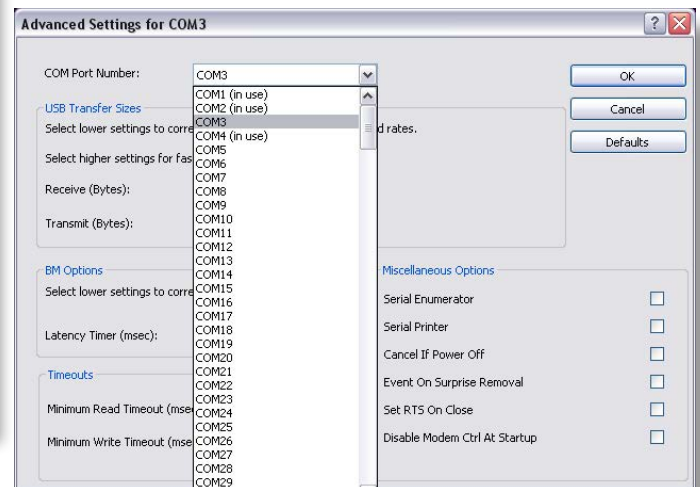 Advanced Settings for COM3
COM Port Number:
COM3
OK
Cancel
Defaults
COM1 (in use)
COM2 (in use)
COM3
COM4 (in use)
COM5
COM6
COM7
COM8
COM9
COM10
COM11
COM12
COM13
COM14
COM15
COM16
COM17
COM18
COM19
COM20
COM21
COM22
COM23
COM24
COM25
COM26
COM27
COM28
COM29
USB Transfer Sizes
Select lower settings to corre d rates.
Select higher settings for fas
Receive (Bytes):
Transmit (Bytes):
BM Options
Select lower settings to corre
Latency Timer (msec):
Timeouts
Minimum Read Timeout (mse
Minimum Write Timeout (mse
Miscellaneous Options
Serial Enumerator
Serial Printer
Cancel If Power Off
Event On Surprise Removal
Set RTS On Close
Disable Modem Ctrl At Startup